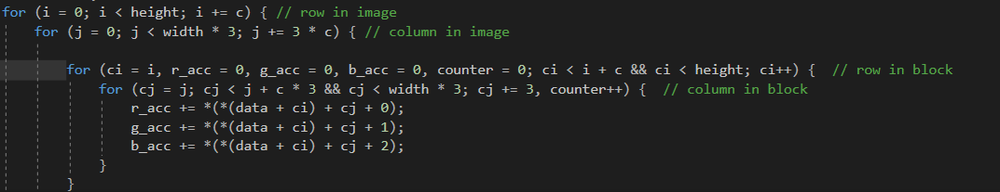 for (i = 0; i < height; i += c) { // row in image
for (j = 0; j < width * 3; j += 3 * c) { // column in image
for (ci = i, r_acc = 0, g_acc = 0, b_acc = 0, counter = 0; ci < i + c && ci < height; ci++) { // row in block
for (cj = j; cj < j + c * 3 && cj < width * 3; cj += 3, counter++) { // column in block
r_acc += *(*(data + ci) + cj + 0);
g_acc += *(*(data + ci) + cj + 1);
b_acc += *(*(data + ci) + cj + 2);
}
}